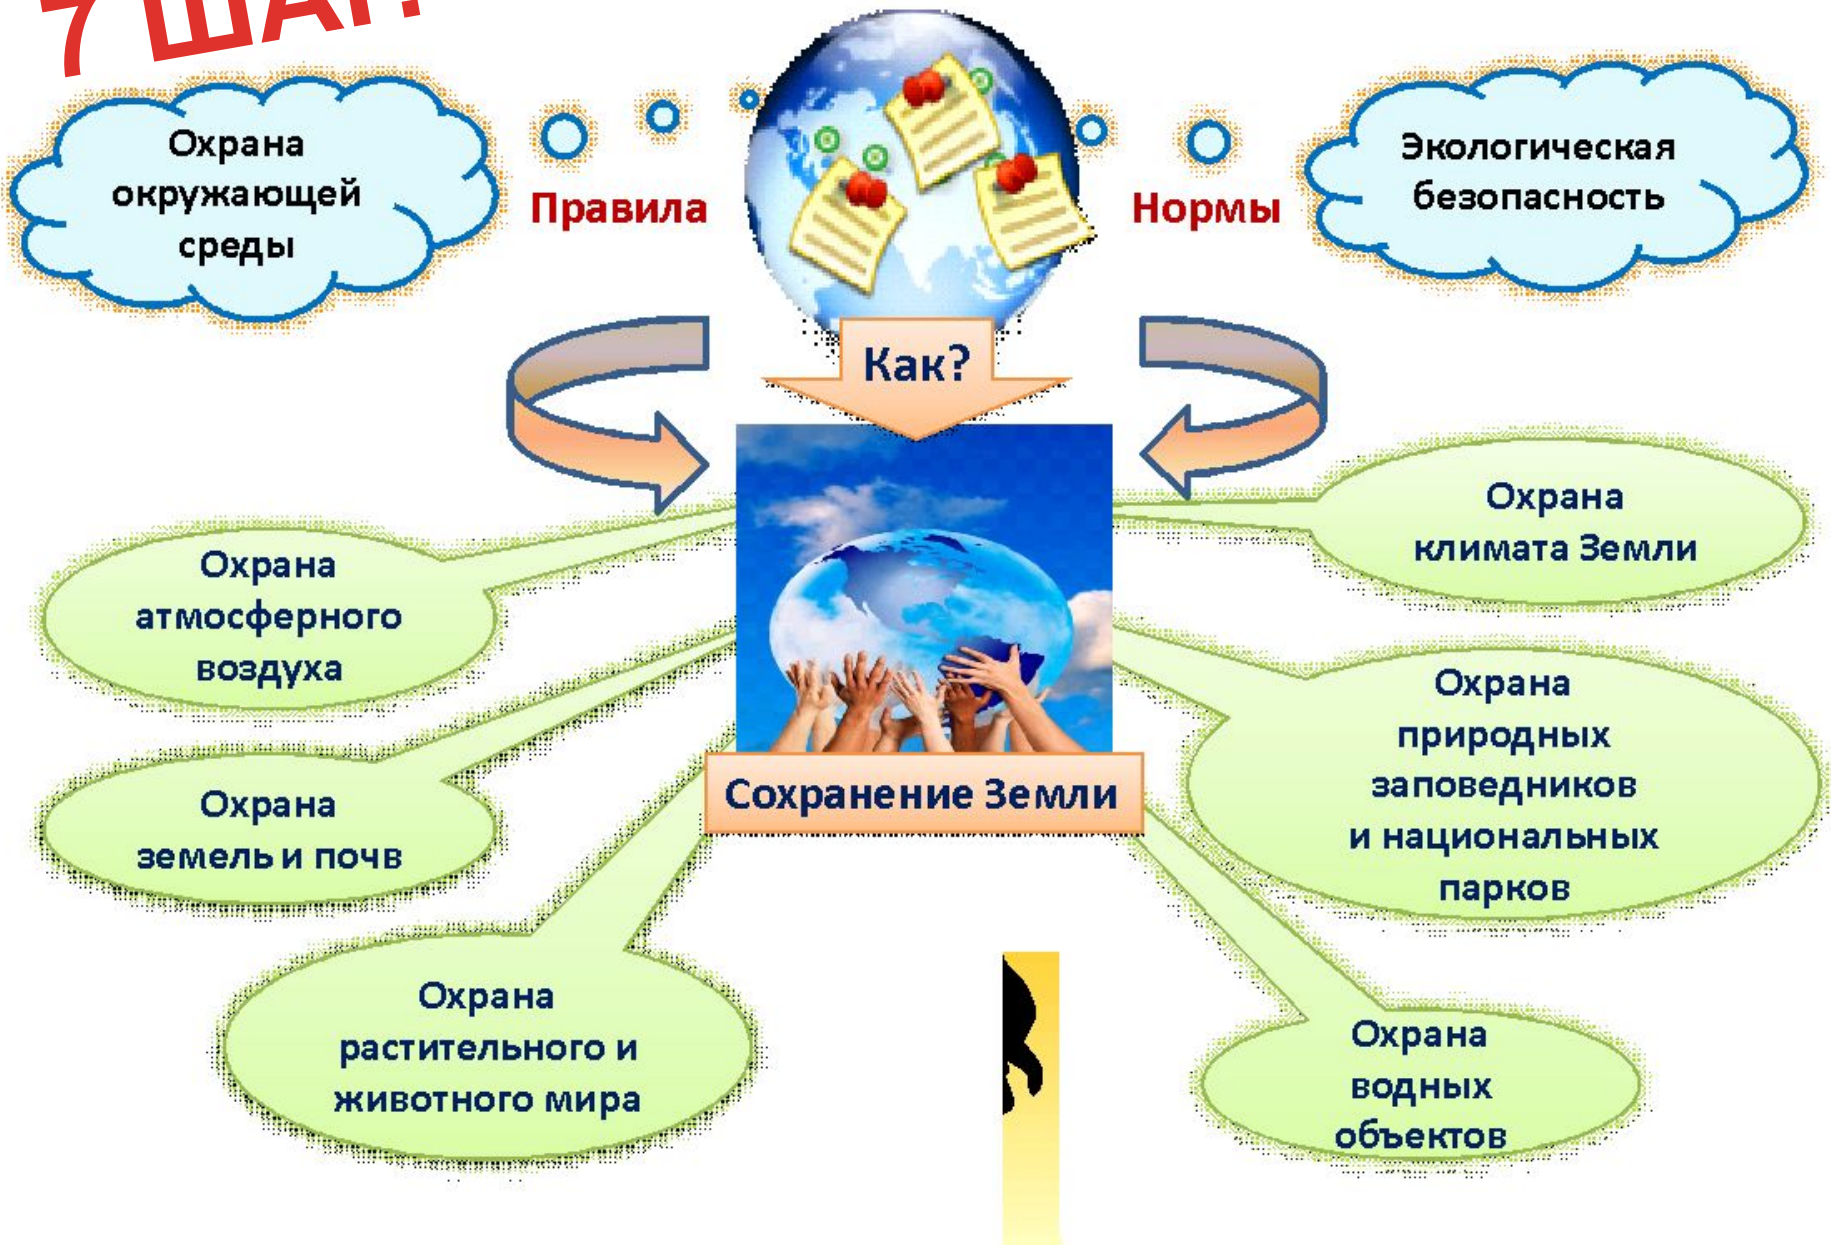 7 ШАГ.
Охрана
окружающей
среды
Правила
Нормы
Экологическая
безопасность
Как?
Охрана
атмосферного
воздуха
Охрана
земель и почв
Охрана
растительного и
животного мира
Сохранение Земли
Охрана
климата Земли
Охрана
природных
заповедников
и национальных
парков
Охрана
водных
объектов